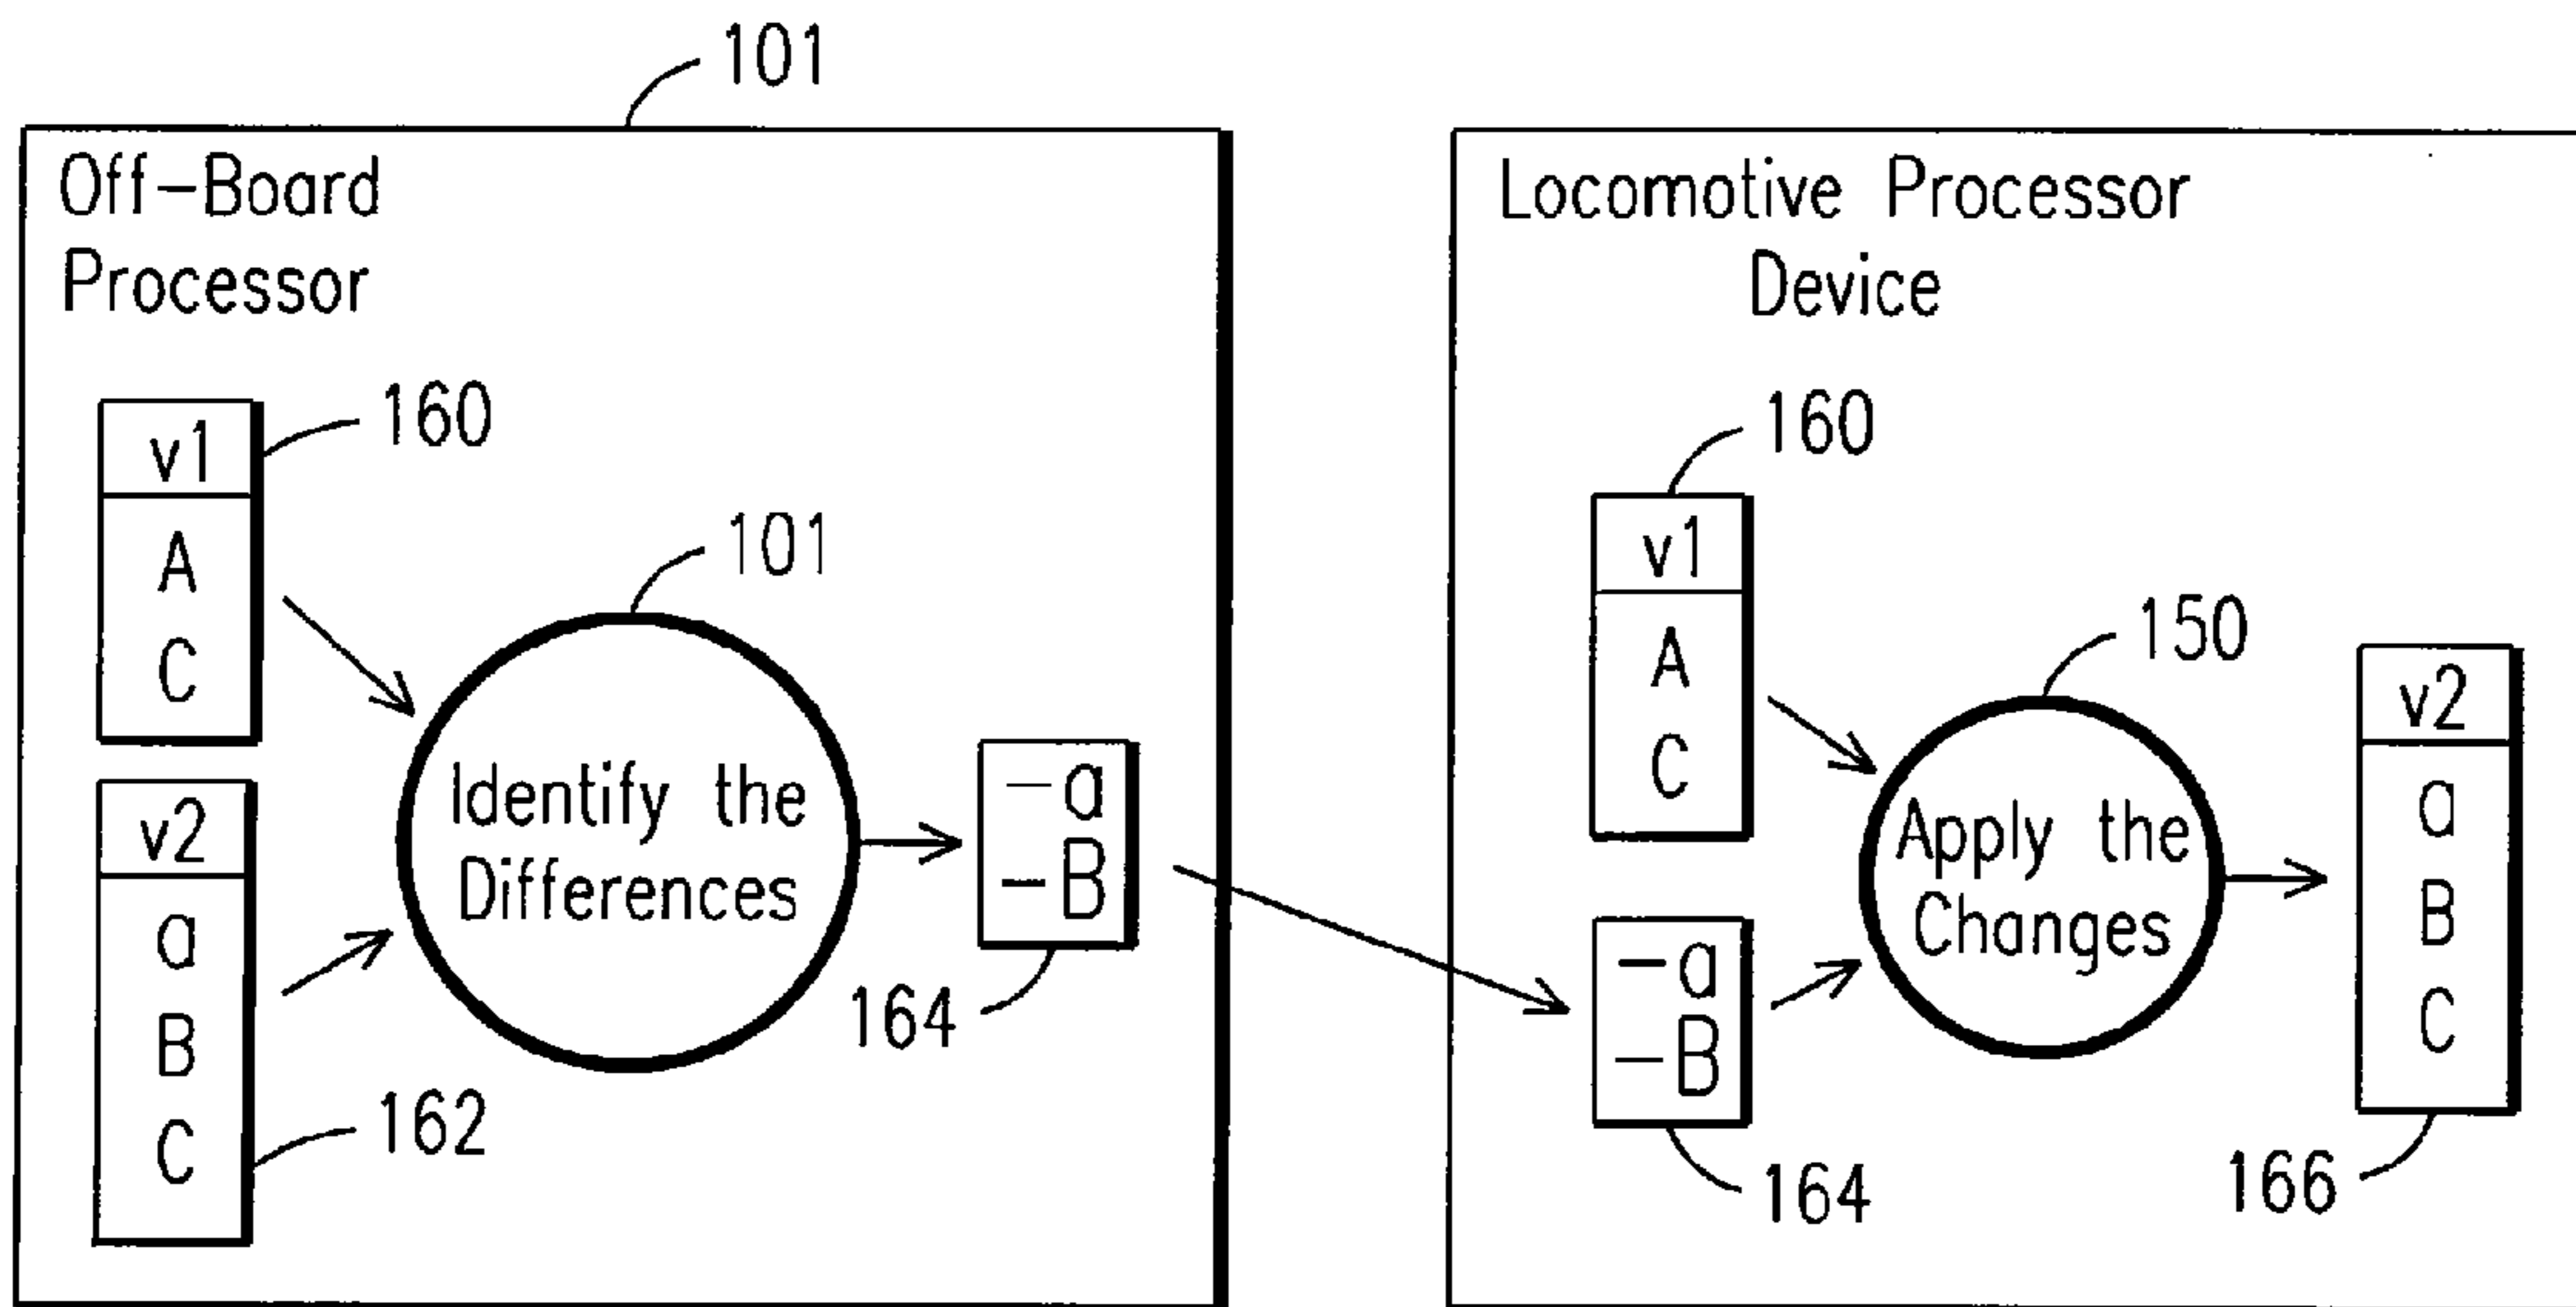 101
Off-Board
Processor
160
v1
A
C
101
Identify the
Differences
v2
a
B
C
162
-a
-B
164
Locomotive Processor
Device
160
v1
A
C
150
Apply the
Changes
-a
-B
164
v2
a
B
C
166